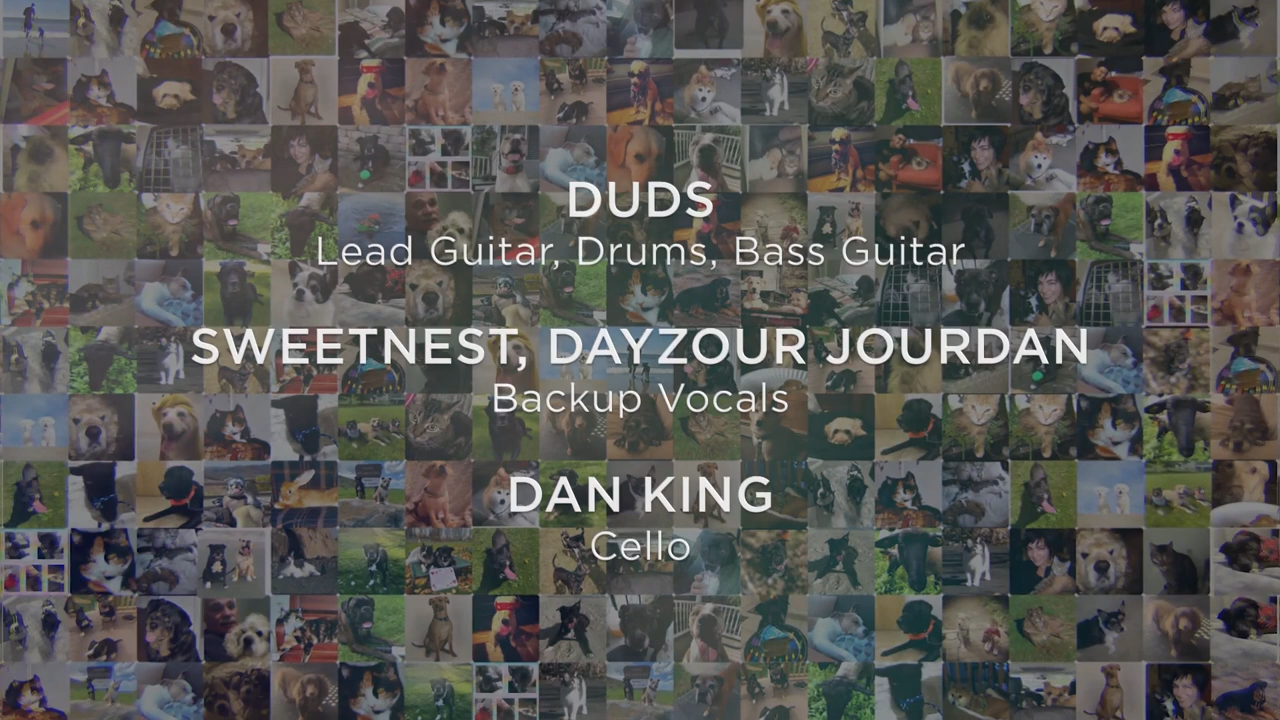 DUDS
Lead Guitar, Drums, Bass Guitar
SWEETNEST, DAYZOUR JOURDAN
Backup Vocals
DAN KING
Cello